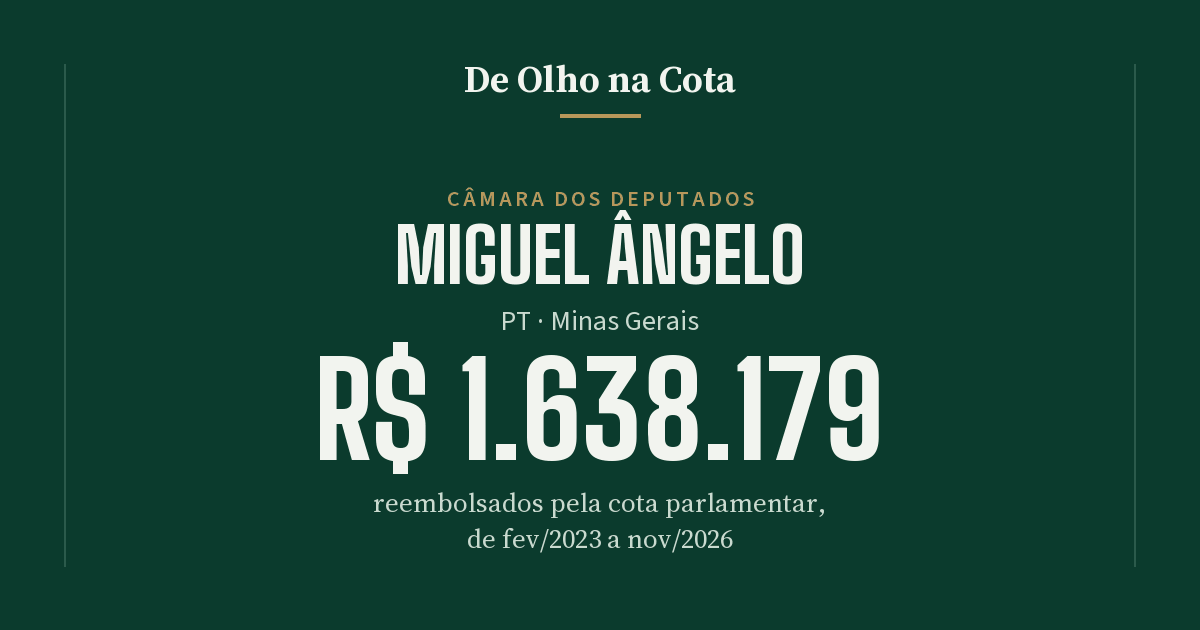 De Olho na Cota
CÂMARA DOS DEPUTADOS
MIGUEL ÂNGELO
PT · Minas Gerais
R$ 1.638.179
reembolsados pela cota parlamentar,
de fev/2023 a nov/2026